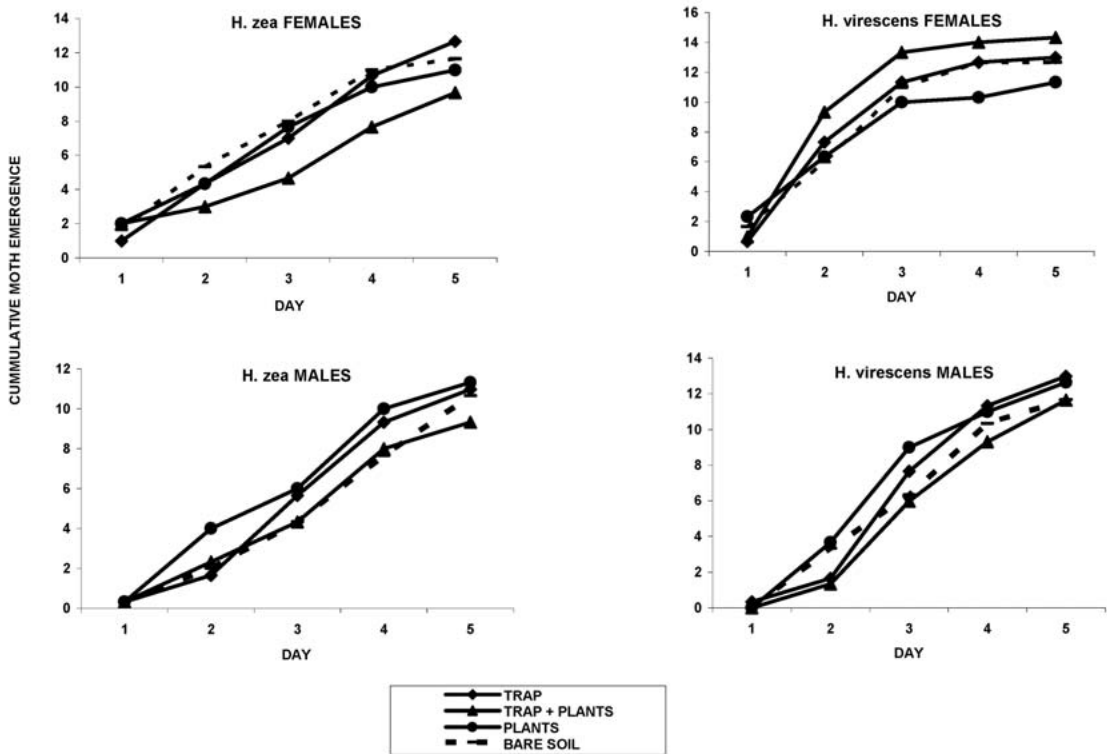 CUMMULATIVE MOTH EMERGENCE
H. zea FEMALES
14
12
10
8
6
4
2
0
1 2 3 4 5
DAY
H. virescens FEMALES
16
14
12
10
8
6
4
2
0
1 2 3 4 5
DAY
H. zea MALES
12
10
8
6
4
2
0
1 2 3 4 5
DAY
H. virescens MALES
14
12
10
8
6
4
2
0
1 2 3 4 5
DAY
TRAP
TRAP + PLANTS
PLANTS
BARE SOIL